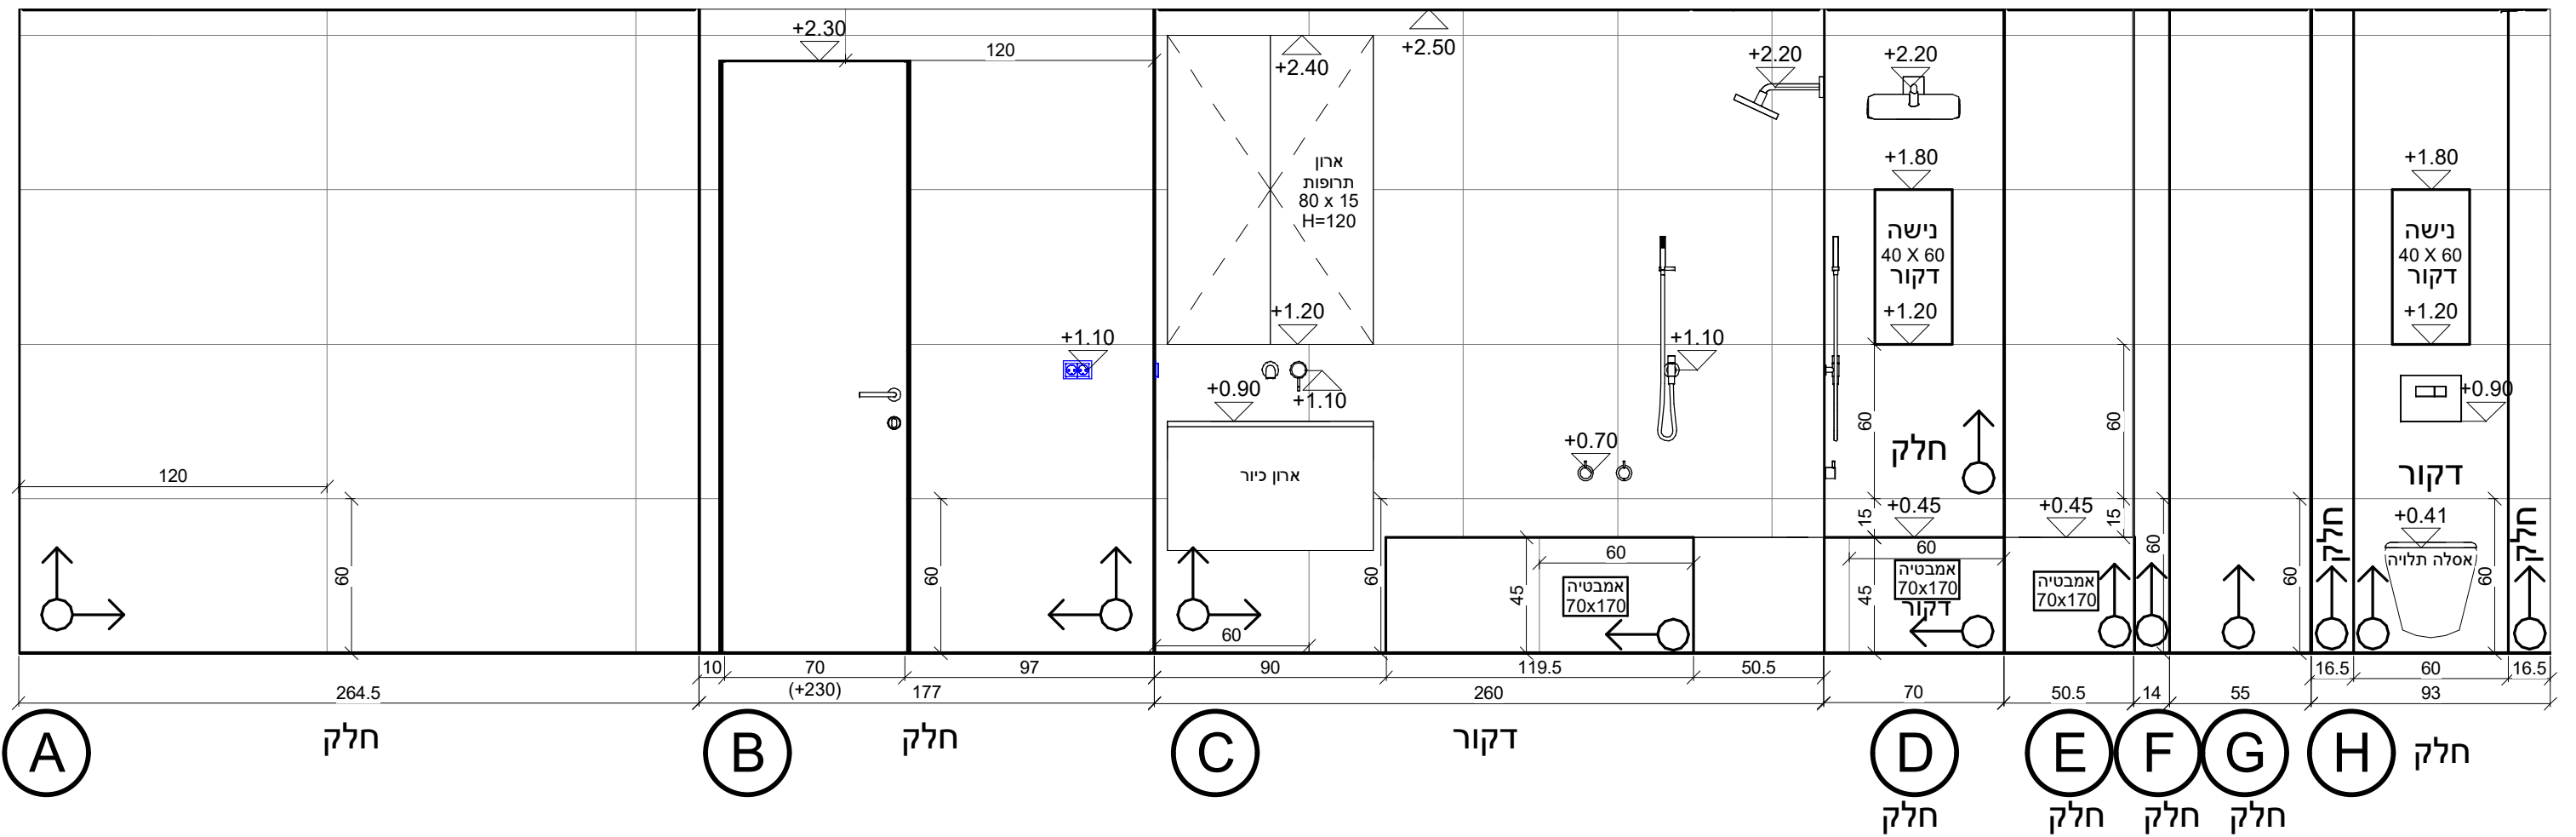 +2.30
120
+2.50
+2.40
+2.20
+2.20
ארון
תרופות
80 x 15
H=120
+1.80
+1.80
נישה
40 X 60
דקור
נישה
40 X 60
דקור
+1.20
+1.20
+1.20
+1.10
+1.10
+1.10
+0.90
+0.90
ארון כיור
+0.70
60
60
חלק
דקור
120
+0.45
+0.45
+0.41
15
15
חלק
חלק
אסלה תלויה
60
60
60
60
60
60
60
60
60
45
45
אמבטיה
70x170
אמבטיה
70x170
דקור
אמבטיה
70x170
10
70
97
90
119.5
50.5
16.5
60
16.5
264.5
(+230)
177
260
70
50.5
14
55
93
A
חלק
B
חלק
C
דקור
D
חלק
E
חלק
F
חלק
G
חלק
H
חלק